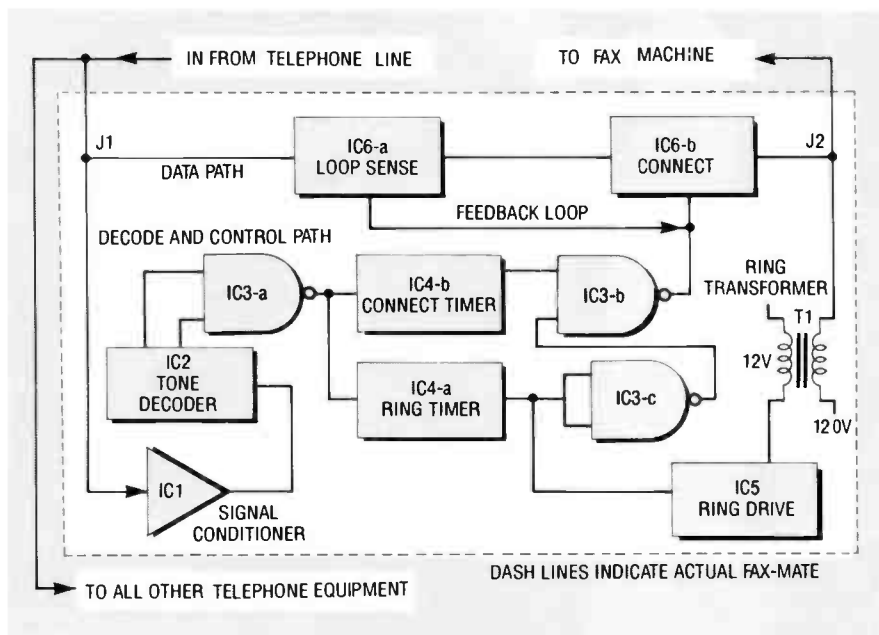 IN FROM TELEPHONE LINE
TO FAX MACHINE
J1
IC6-a
LOOP SENSE
IC6-b
CONNECT
J2
DATA PATH
FEEDBACK LOOP
DECODE AND CONTROL PATH
IC3-a
IC4-b
CONNECT TIMER
IC3-b
RING
TRANSFORMER
T1
IC2
TONE
DECODER
IC4-a
RING TIMER
IC3-c
12V
120V
IC1
SIGNAL
CONDITIONER
IC5
RING DRIVE
TO ALL OTHER TELEPHONE EQUIPMENT
DASH LINES INDICATE ACTUAL FAX-MATE